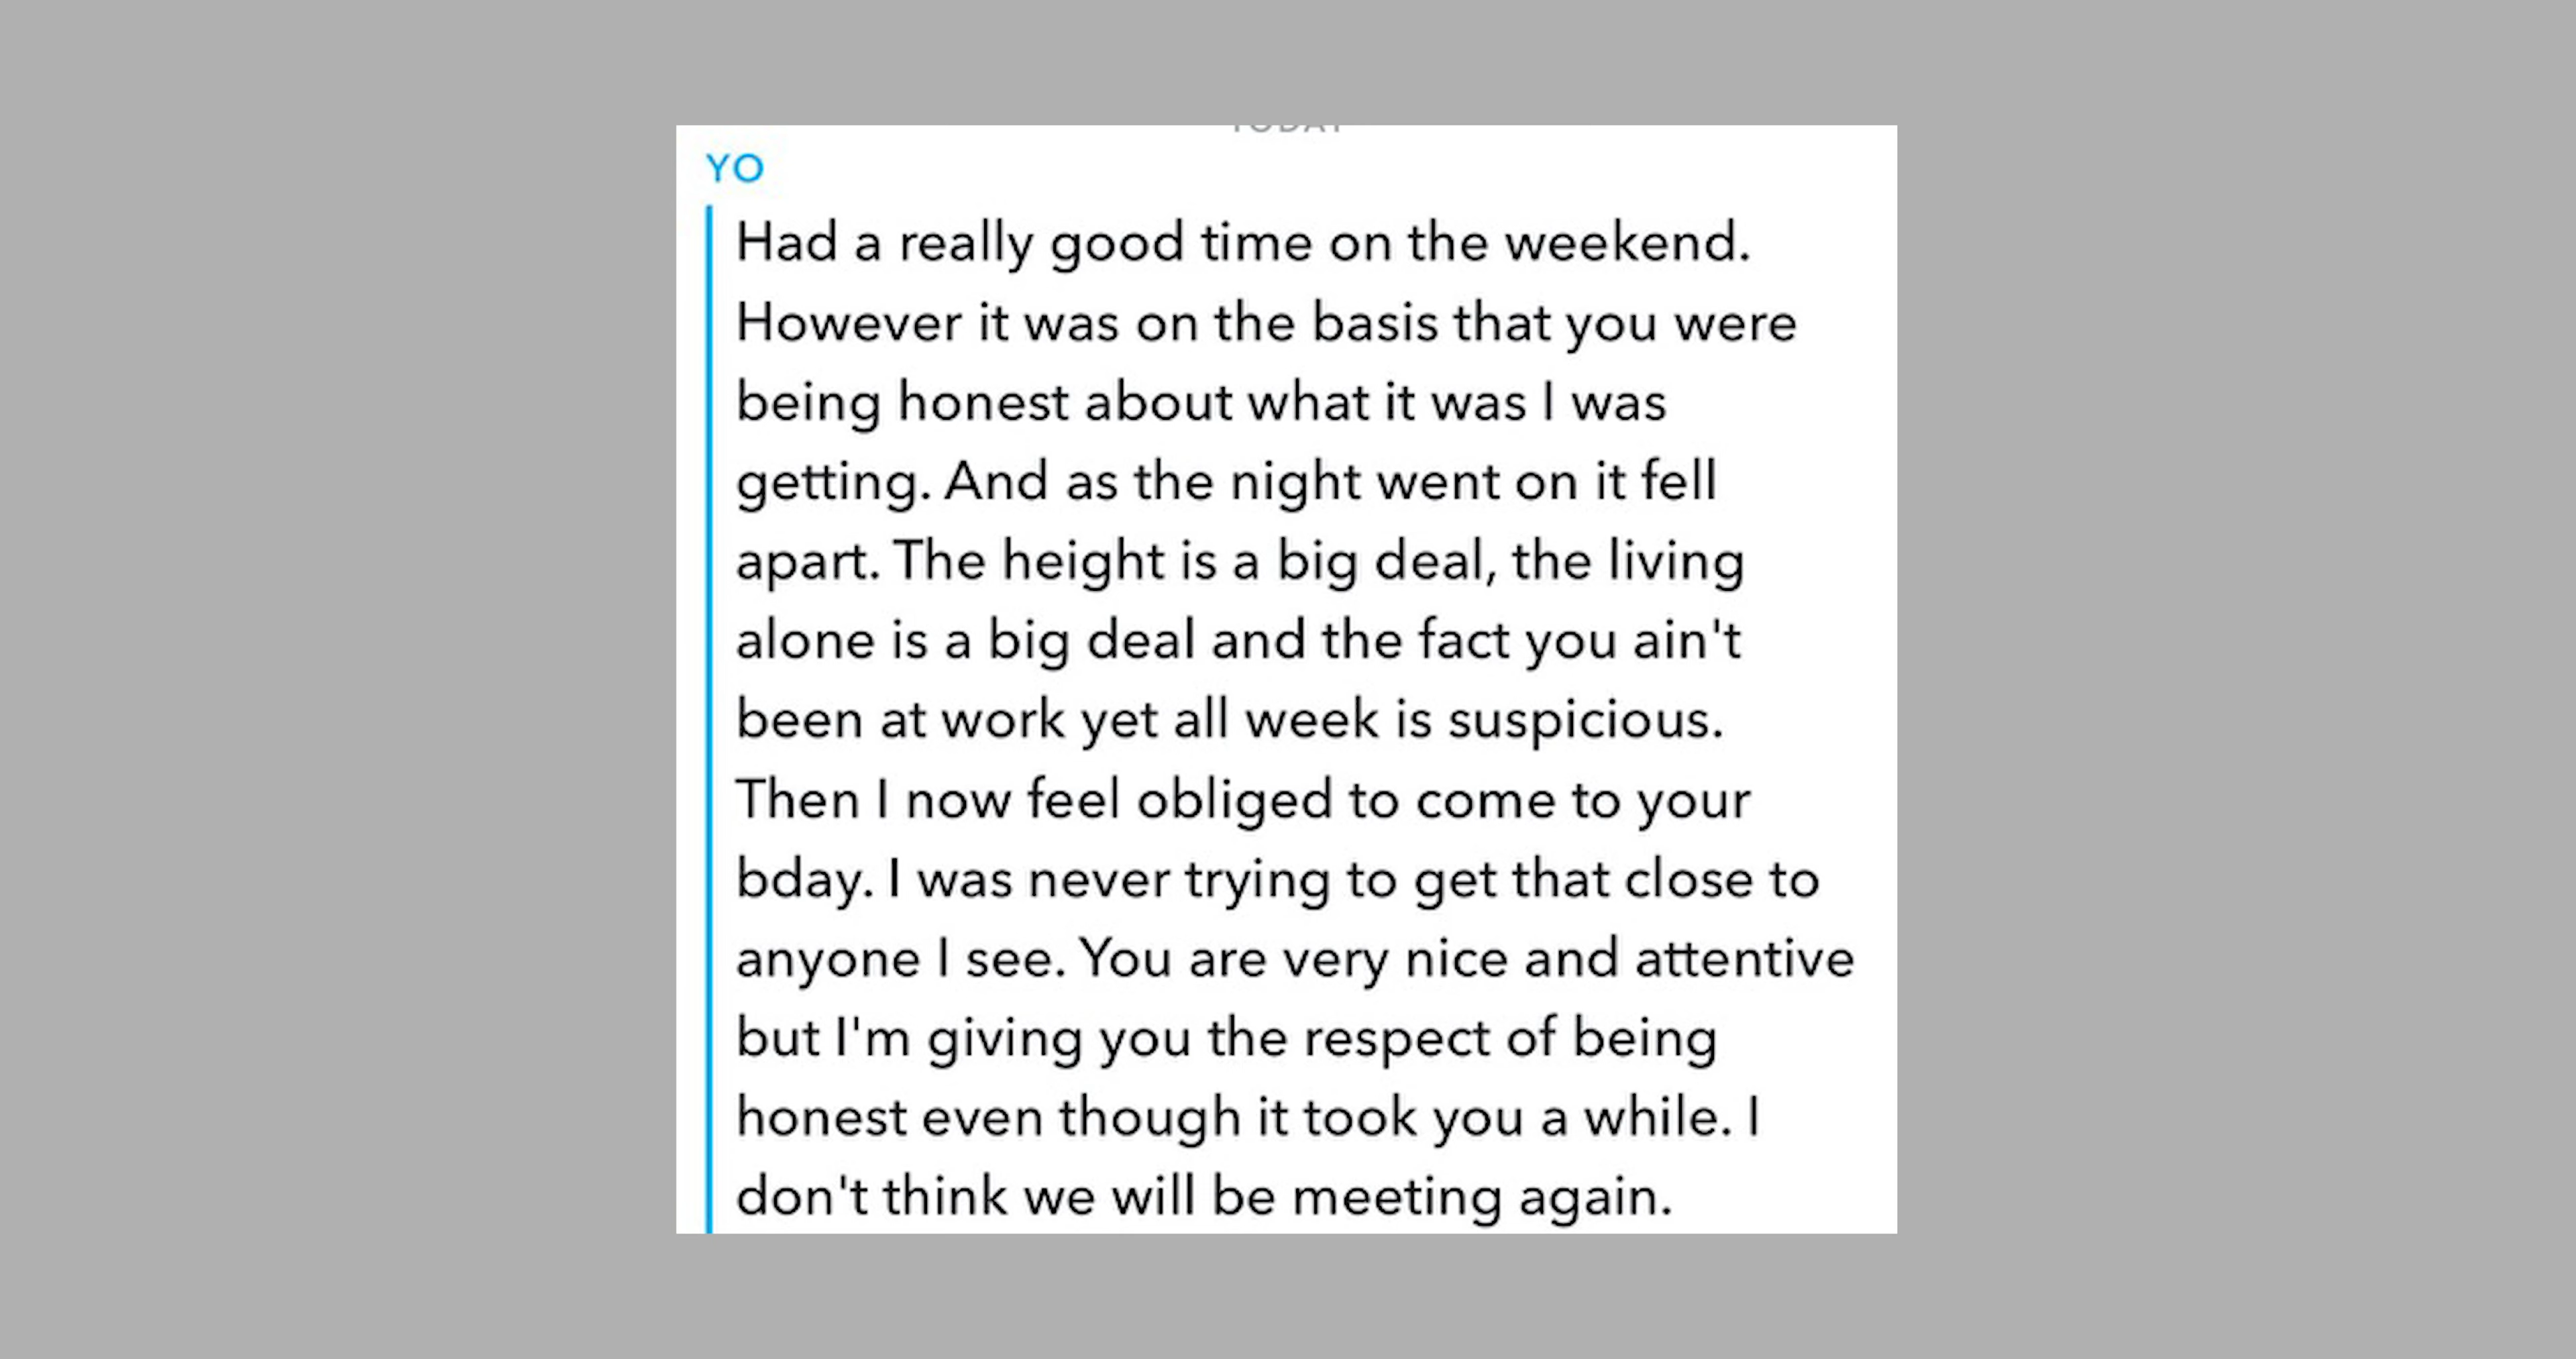 TODAY
YO
Had a really good time on the weekend.
However it was on the basis that you were
being honest about what it was I was
getting. And as the night went on it fell
apart. The height is a big deal, the living
alone is a big deal and the fact you ain't
been at work yet all week is suspicious.
Then I now feel obliged to come to your
bday. I was never trying to get that close to
anyone I see. You are very nice and attentive
but I'm giving you the respect of being
honest even though it took you a while. I
don't think we will be meeting again.